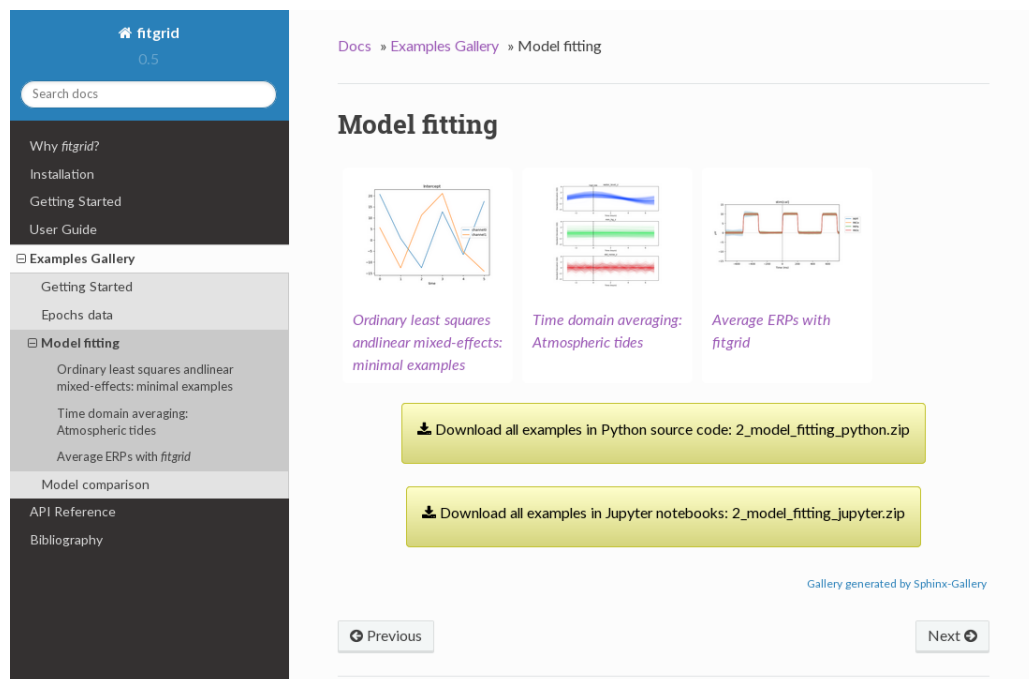 fitgrid
0.5
Search docs
Why fitgrid?
Installation
Getting Started
User Guide
Examples Gallery
Getting Started
Epochs data
Model fitting
Ordinary least squares andlinear
mixed-effects: minimal examples
Time domain averaging:
Atmospheric tides
Average ERPs with fitgrid
Model comparison
API Reference
Bibliography
Docs » Examples Gallery » Model fitting
Model fitting
Ordinary least squares
andlinear mixed-effects:
minimal examples
Time domain averaging:
Atmospheric tides
Average ERPs with
fitgrid
Download all examples in Python source code: 2_model_fitting_python.zip
Download all examples in Jupyter notebooks: 2_model_fitting_jupyter.zip
Gallery generated by Sphinx-Gallery
Previous
Next